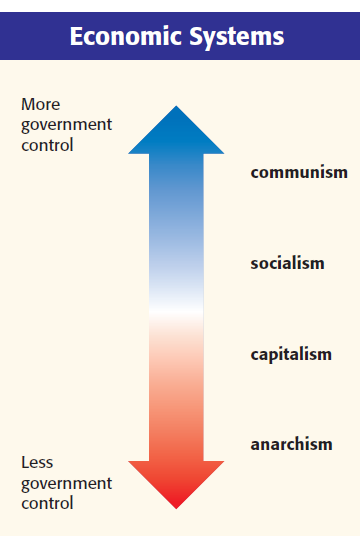 Economic Systems
More
government
control
communism
socialism
capitalism
anarchism
Less
government
control